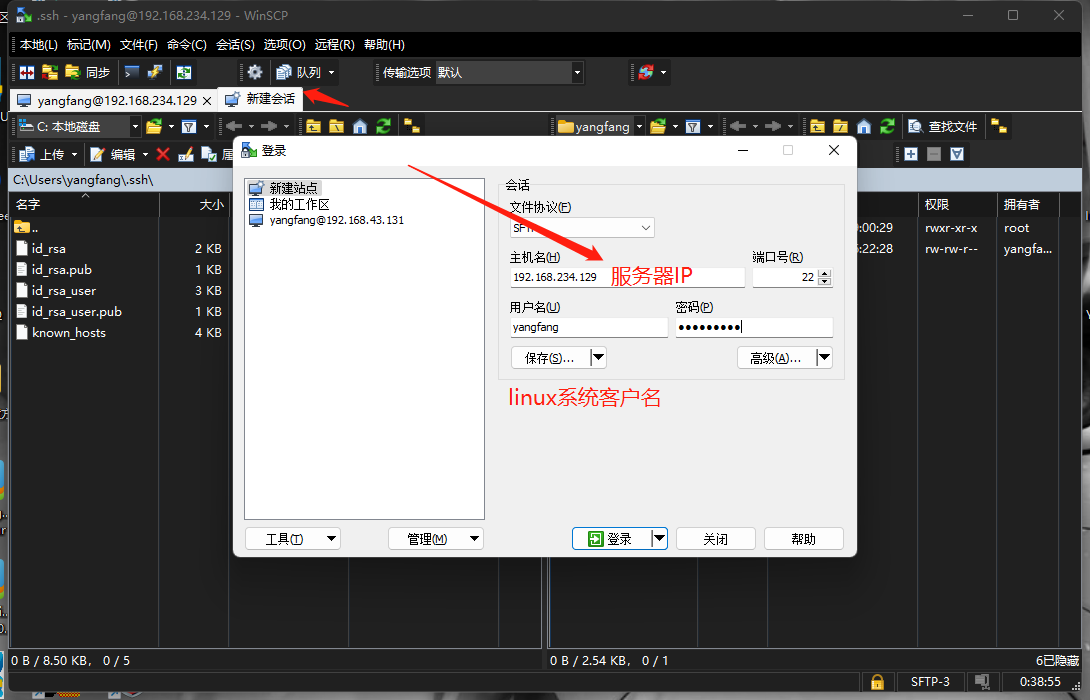 .ssh - yangfang@192.168.234.129 - WinSCP
本地(L) 标记(M) 文件(F) 命令(C) 会话(S) 选项(O) 远程(R) 帮助(H)
同步 队列 传输选项 默认
yangfang@192.168.234.129 × 新建会话
C: 本地磁盘 yangfang 查找文件
上传 编辑
C:\Users\yangfang\.ssh\
名字 大小 权限 拥有者
..
rwxr-xr-x root
id_rsa 2 KB rw-rw-r-- yangfa...
id_rsa.pub 1 KB
id_rsa_user 3 KB
id_rsa_user.pub 1 KB
known_hosts 4 KB
登录
新建站点
我的工作区
yangfang@192.168.43.131
会话
文件协议(F)
主机名(H) 端口号(R)
192.168.234.129 服务器IP 22
用户名(U) 密码(P)
yangfang
保存(S)... 高级(A)...
linux系统客户名
工具(T) 管理(M) 登录 关闭 帮助
0 B / 8.50 KB, 0 / 5 0 B / 2.54 KB, 0 / 1 6已隐藏
SFTP-3 0:38:55